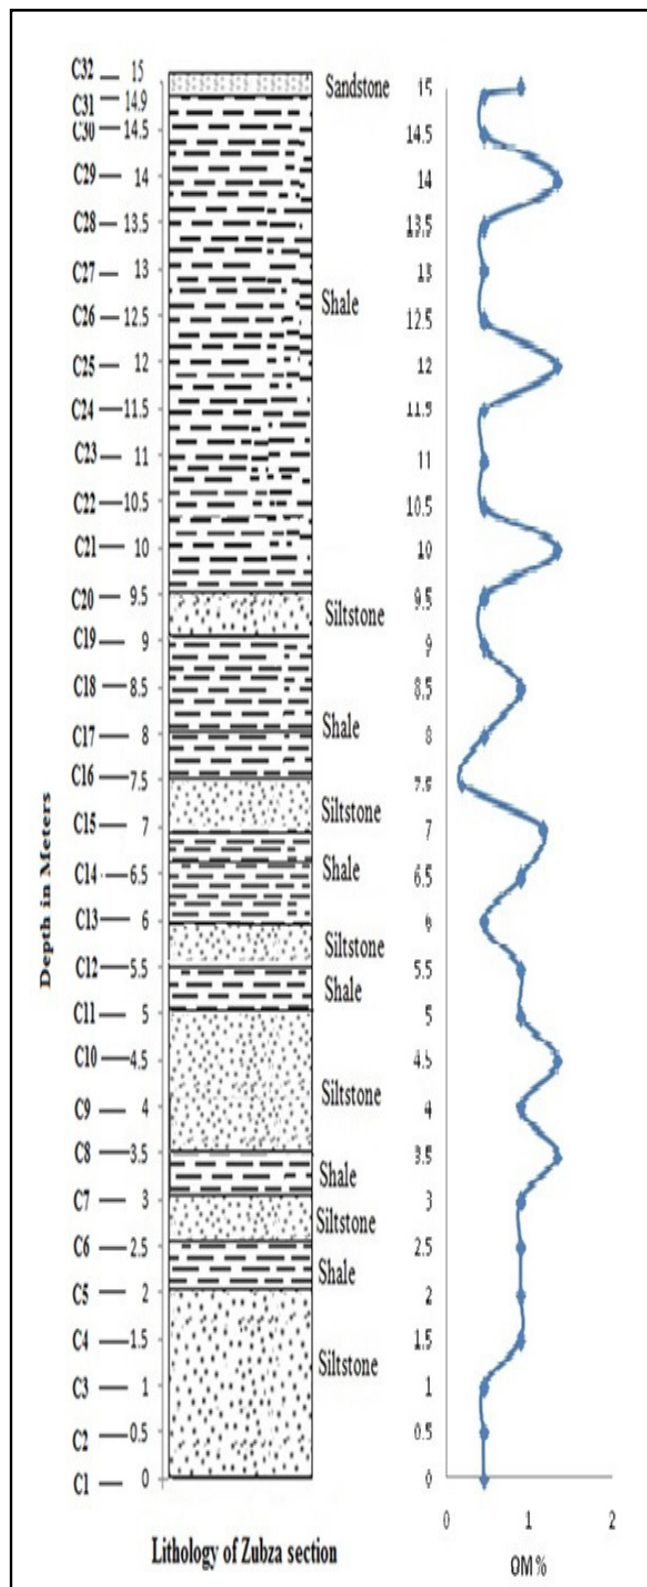 C32 15 Sandstone 15
C31 14.9
C30 14.5 14.5
C29 14 14
C28 13.5 13.5
C27 13 13
Shale
C26 12.5 12.5
C25 12 12
C24 11.5 11.5
C23 11 11
C22 10.5 10.5
C21 10 10
C20 9.5 9.5
Siltstone
C19 9 9
C18 8.5 8.5
Shale
C17 8 8
C16 7.5 7.5
Siltstone
C15 7 7
Shale
C14 6.5 6.5
C13 6 6
Siltstone
C12 5.5 5.5
Shale
C11 5 5
C10 4.5 4.5
Siltstone
C9 4 4
C8 3.5 3.5
Shale
C7 3 3
Siltstone
C6 2.5 2.5
Shale
C5 2 2
C4 1.5 1.5
Siltstone
C3 1 1
C2 0.5 0.5
C1 0 0
Depth in Meters
0 1 2
Lithology of Zubza section
OM%